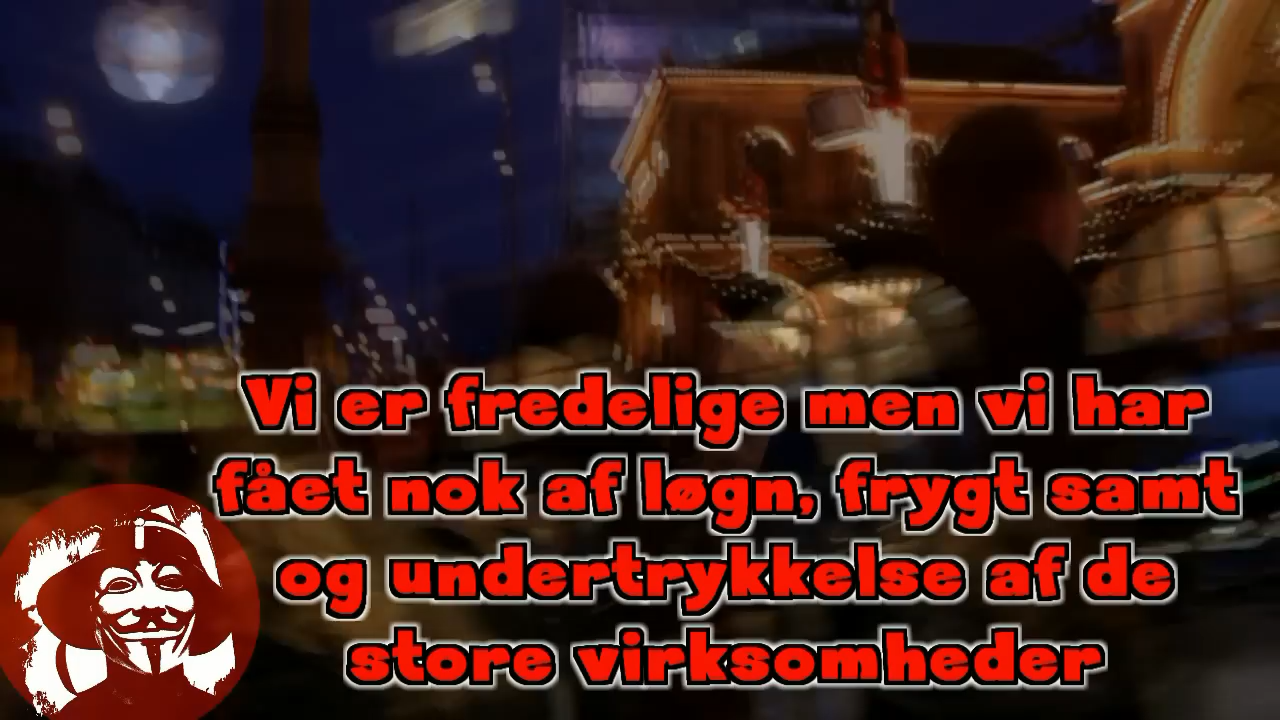 Vi er fredelige men vi har
fået nok af løgn, frygt samt
og undertrykkelse af de
store virksomheder